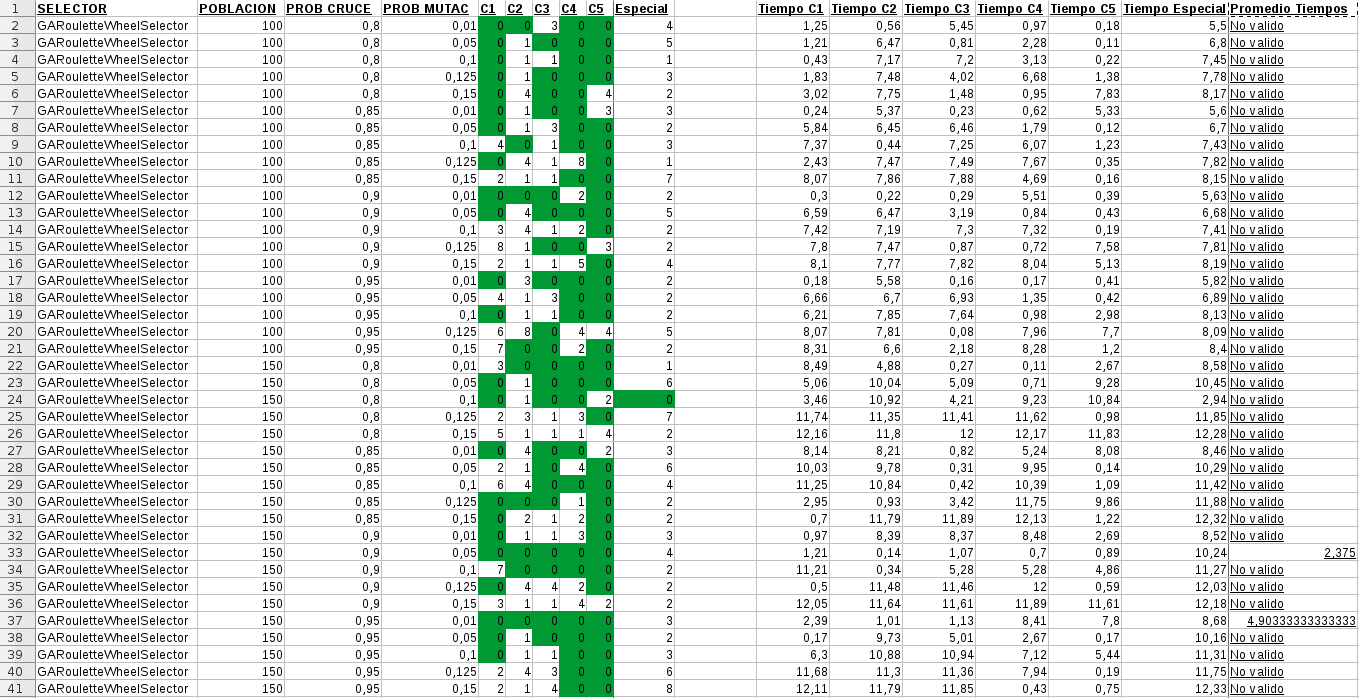 1 SELECTOR POBLACION PROB CRUCE PROB MUTAC C1 C2 C3 C4 C5 Especial Tiempo C1 Tiempo C2 Tiempo C3 Tiempo C4 Tiempo C5 Tiempo Especial Promedio Tiempos
2 GARouletteWheelSelector 100 0,8 0,01 0 0 3 0 0 4 1,25 0,56 5,45 0,97 0,18 5,5 No valido
3 GARouletteWheelSelector 100 0,8 0,05 0 1 0 0 0 5 1,21 6,47 0,81 2,28 0,11 6,8 No valido
4 GARouletteWheelSelector 100 0,8 0,1 0 1 1 0 0 1 0,43 7,17 7,2 3,13 0,22 7,45 No valido
5 GARouletteWheelSelector 100 0,8 0,125 0 1 0 0 0 3 1,83 7,48 4,02 6,68 1,38 7,78 No valido
6 GARouletteWheelSelector 100 0,8 0,15 0 4 0 0 4 2 3,02 7,75 1,48 0,95 7,83 8,17 No valido
7 GARouletteWheelSelector 100 0,85 0,01 0 1 0 0 3 3 0,24 5,37 0,23 0,62 5,33 5,6 No valido
8 GARouletteWheelSelector 100 0,85 0,05 0 1 3 0 0 2 5,84 6,45 6,46 1,79 0,12 6,7 No valido
9 GARouletteWheelSelector 100 0,85 0,1 4 0 1 0 0 3 7,37 0,44 7,25 6,07 1,23 7,43 No valido
10 GARouletteWheelSelector 100 0,85 0,125 0 4 1 8 0 1 2,43 7,47 7,49 7,67 0,35 7,82 No valido
11 GARouletteWheelSelector 100 0,85 0,15 2 1 1 0 0 7 8,07 7,86 7,88 4,69 0,16 8,15 No valido
12 GARouletteWheelSelector 100 0,9 0,01 0 0 0 2 0 2 0,3 0,22 0,29 5,51 0,39 5,63 No valido
13 GARouletteWheelSelector 100 0,9 0,05 0 4 0 0 0 5 6,59 6,47 3,19 0,84 0,43 6,68 No valido
14 GARouletteWheelSelector 100 0,9 0,1 3 4 1 2 0 2 7,42 7,19 7,3 7,32 0,19 7,41 No valido
15 GARouletteWheelSelector 100 0,9 0,125 8 1 0 0 3 2 7,8 7,47 0,87 0,72 7,58 7,81 No valido
16 GARouletteWheelSelector 100 0,9 0,15 2 1 1 5 0 4 8,1 7,77 7,82 8,04 5,13 8,19 No valido
17 GARouletteWheelSelector 100 0,95 0,01 0 3 0 0 0 2 0,18 5,58 0,16 0,17 0,41 5,82 No valido
18 GARouletteWheelSelector 100 0,95 0,05 4 1 3 0 0 2 6,66 6,7 6,93 1,35 0,42 6,89 No valido
19 GARouletteWheelSelector 100 0,95 0,1 0 1 1 0 0 2 6,21 7,85 7,64 0,98 2,98 8,13 No valido
20 GARouletteWheelSelector 100 0,95 0,125 6 8 0 4 4 5 8,07 7,81 0,08 7,96 7,7 8,09 No valido
21 GARouletteWheelSelector 100 0,95 0,15 7 0 0 2 0 2 8,31 6,6 2,18 8,28 1,2 8,4 No valido
22 GARouletteWheelSelector 150 0,8 0,01 3 0 0 0 0 1 8,49 4,88 0,27 0,11 2,67 8,58 No valido
23 GARouletteWheelSelector 150 0,8 0,05 0 1 0 0 0 6 5,06 10,04 5,09 0,71 9,28 10,45 No valido
24 GARouletteWheelSelector 150 0,8 0,1 0 1 0 0 2 0 3,46 10,92 4,21 9,23 10,84 2,94 No valido
25 GARouletteWheelSelector 150 0,8 0,125 2 3 1 3 0 7 11,74 11,35 11,41 11,62 0,98 11,85 No valido
26 GARouletteWheelSelector 150 0,8 0,15 5 1 1 1 4 2 12,16 11,8 12 12,17 11,83 12,28 No valido
27 GARouletteWheelSelector 150 0,85 0,01 0 4 0 0 2 3 8,14 8,21 0,82 5,24 8,08 8,46 No valido
28 GARouletteWheelSelector 150 0,85 0,05 2 1 0 4 0 6 10,03 9,78 0,31 9,95 0,14 10,29 No valido
29 GARouletteWheelSelector 150 0,85 0,1 6 4 0 0 0 4 11,25 10,84 0,42 10,39 1,09 11,42 No valido
30 GARouletteWheelSelector 150 0,85 0,125 0 0 0 1 0 2 2,95 0,93 3,42 11,75 9,86 11,88 No valido
31 GARouletteWheelSelector 150 0,85 0,15 0 2 1 2 0 2 0,7 11,79 11,89 12,13 1,22 12,32 No valido
32 GARouletteWheelSelector 150 0,9 0,01 0 1 1 3 0 3 0,97 8,39 8,37 8,48 2,69 8,52 No valido
33 GARouletteWheelSelector 150 0,9 0,05 0 0 0 0 0 4 1,21 0,14 1,07 0,7 0,89 10,24 2,375
34 GARouletteWheelSelector 150 0,9 0,1 7 0 0 0 0 2 11,21 0,34 5,28 5,28 4,86 11,27 No valido
35 GARouletteWheelSelector 150 0,9 0,125 0 4 4 2 0 2 0,5 11,48 11,46 12 0,59 12,03 No valido
36 GARouletteWheelSelector 150 0,9 0,15 3 1 1 4 2 2 12,05 11,64 11,61 11,89 11,61 12,18 No valido
37 GARouletteWheelSelector 150 0,95 0,01 0 0 0 0 0 3 2,39 1,01 1,13 8,41 7,8 8,68 4,90333333333333
38 GARouletteWheelSelector 150 0,95 0,05 0 1 0 0 0 2 0,17 9,73 5,01 2,67 0,17 10,16 No valido
39 GARouletteWheelSelector 150 0,95 0,1 0 1 1 0 0 3 6,3 10,88 10,94 7,12 5,44 11,31 No valido
40 GARouletteWheelSelector 150 0,95 0,125 2 4 3 0 0 6 11,68 11,3 11,36 7,94 0,19 11,75 No valido
41 GARouletteWheelSelector 150 0,95 0,15 2 1 4 0 0 8 12,11 11,79 11,85 0,43 0,75 12,33 No valido